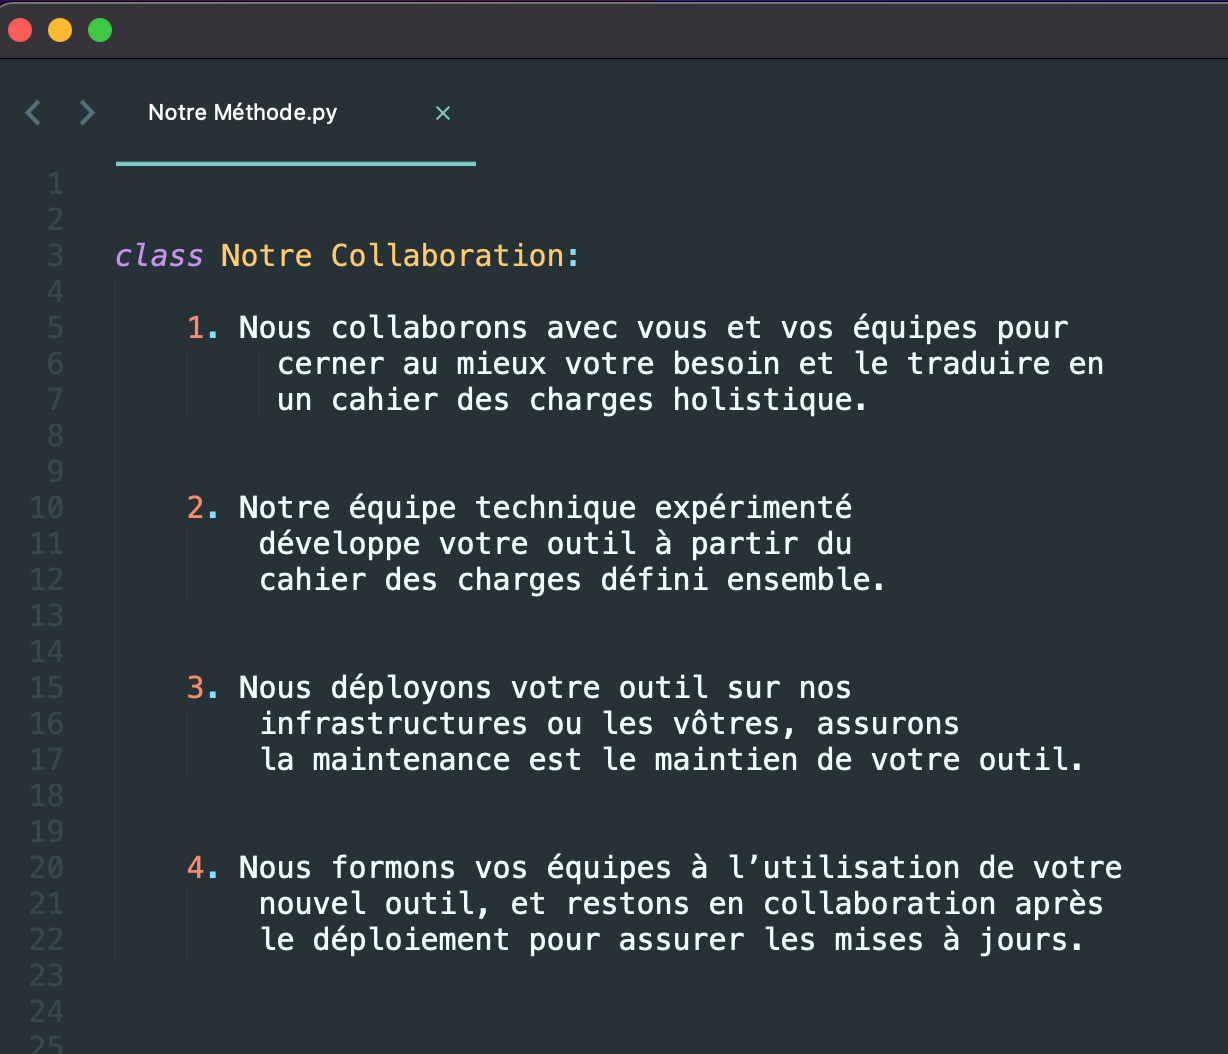 Notre Méthode.py
1
2
3 class Notre Collaboration:
4
5 1. Nous collaborons avec vous et vos équipes pour
6 cerner au mieux votre besoin et le traduire en
7 un cahier des charges holistique.
8
9
10 2. Notre équipe technique expérimenté
11 développe votre outil à partir du
12 cahier des charges défini ensemble.
13
14
15 3. Nous déployons votre outil sur nos
16 infrastructures ou les vôtres, assurons
17 la maintenance est le maintien de votre outil.
18
19
20 4. Nous formons vos équipes à l’utilisation de votre
21 nouvel outil, et restons en collaboration après
22 le déploiement pour assurer les mises à jours.
23
24
25